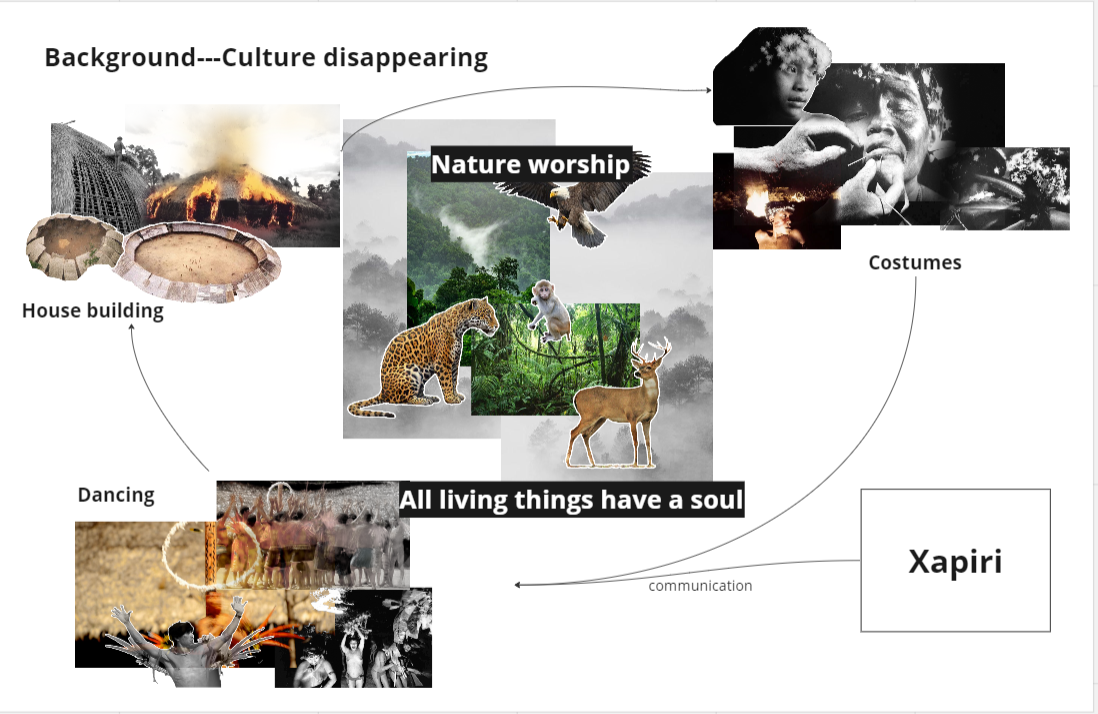 Background---Culture disappearing
Nature worship
Costumes
House building
Dancing
All living things have a soul
Xapiri
communication